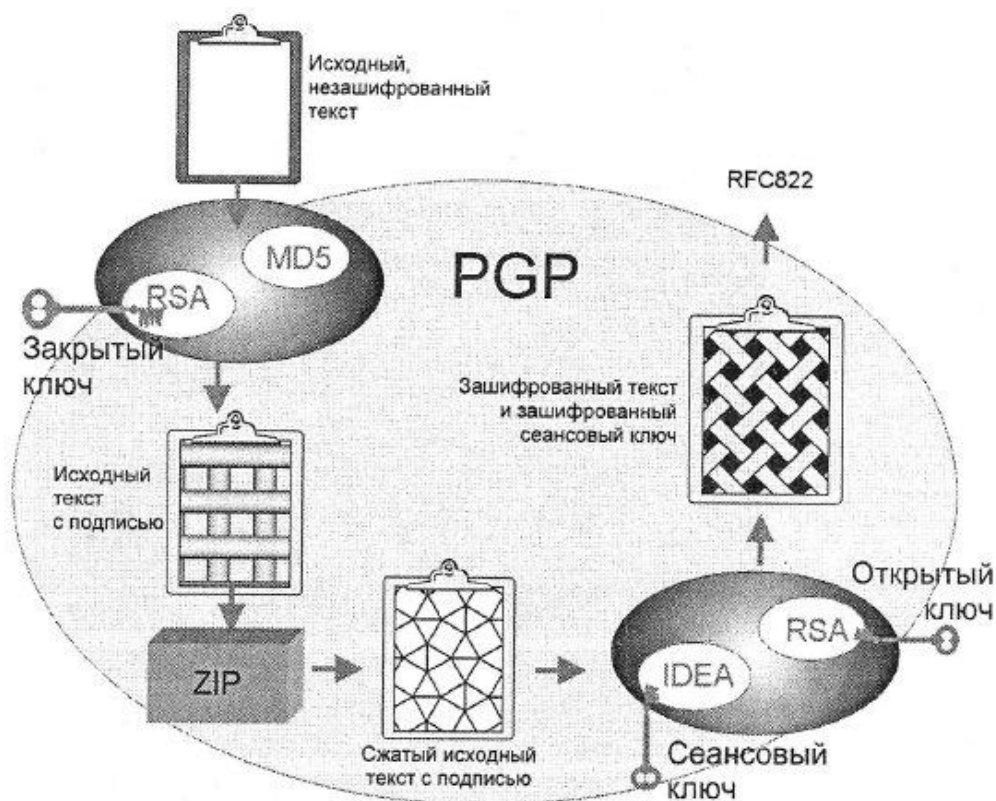 Исходный,
незашифрованный
текст
RFC822
MD5
PGP
RSA
Закрытый
ключ
Зашифрованный текст
и зашифрованный
сеансовый ключ
Исходный
текст
с подписью
Открытый
ключ
RSA
ZIP
IDEA
Сжатый исходный
текст с подписью
Сеансовый
ключ